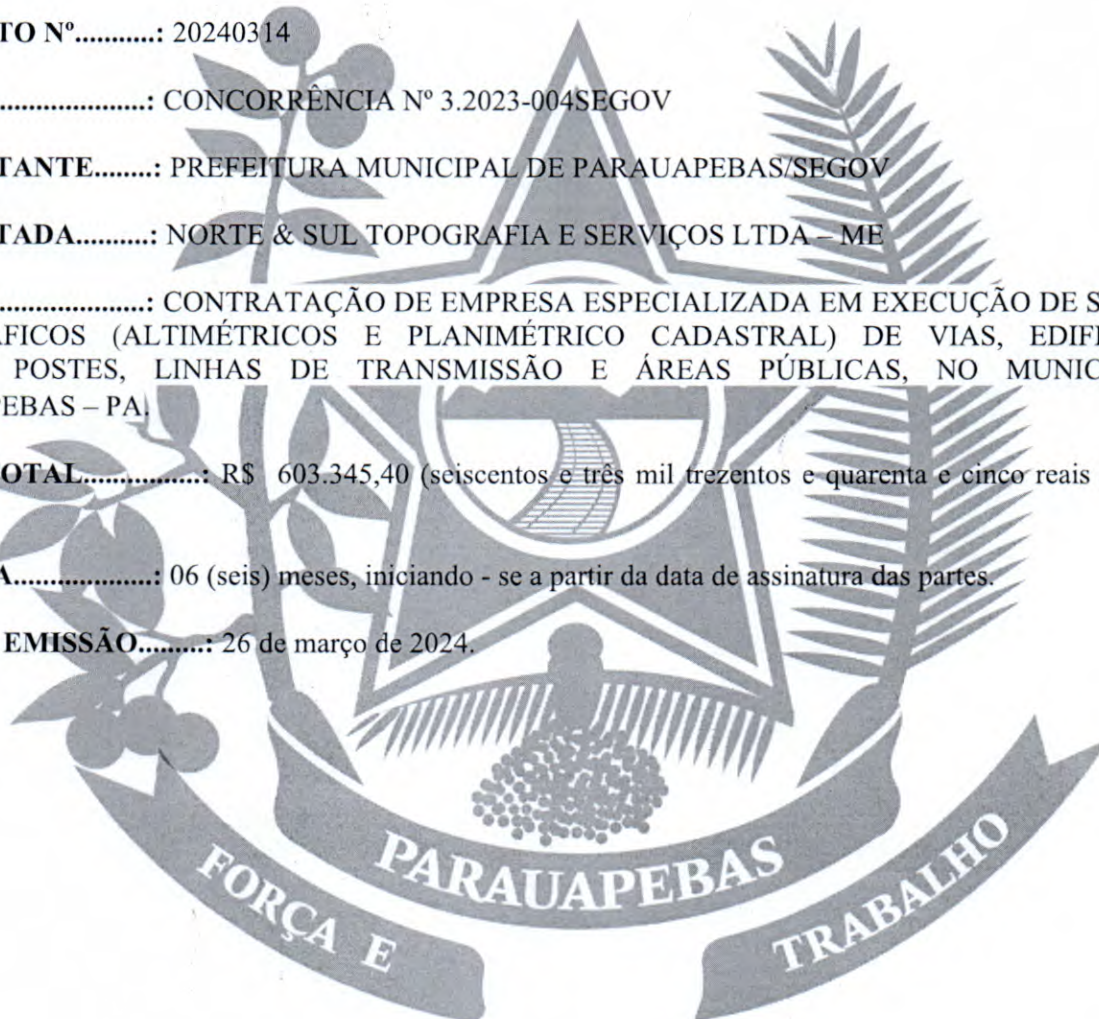 TO Nº...........: 20240314
.....................: CONCORRÊNCIA Nº 3.2023-004SEGOV
TANTE.......: PREFEITURA MUNICIPAL DE PARAUAPEBAS/SEGOV
TADA..........: NORTE & SUL TOPOGRAFIA E SERVIÇOS LTDA – ME
.....................: CONTRATAÇÃO DE EMPRESA ESPECIALIZADA EM EXECUÇÃO DE S
ÁFICOS (ALTIMÉTRICOS E PLANIMÉTRICO CADASTRAL) DE VIAS, EDIFI
POSTES, LINHAS DE TRANSMISSÃO E ÁREAS PÚBLICAS, NO MUNIC
PEBAS – PA.
OTAL................: R$ 603.345,40 (seiscentos e três mil trezentos e quarenta e cinco reais
A...................: 06 (seis) meses, iniciando - se a partir da data de assinatura das partes.
EMISSÃO.........: 26 de março de 2024.
FORÇA E PARAUAPEBAS TRABALHO